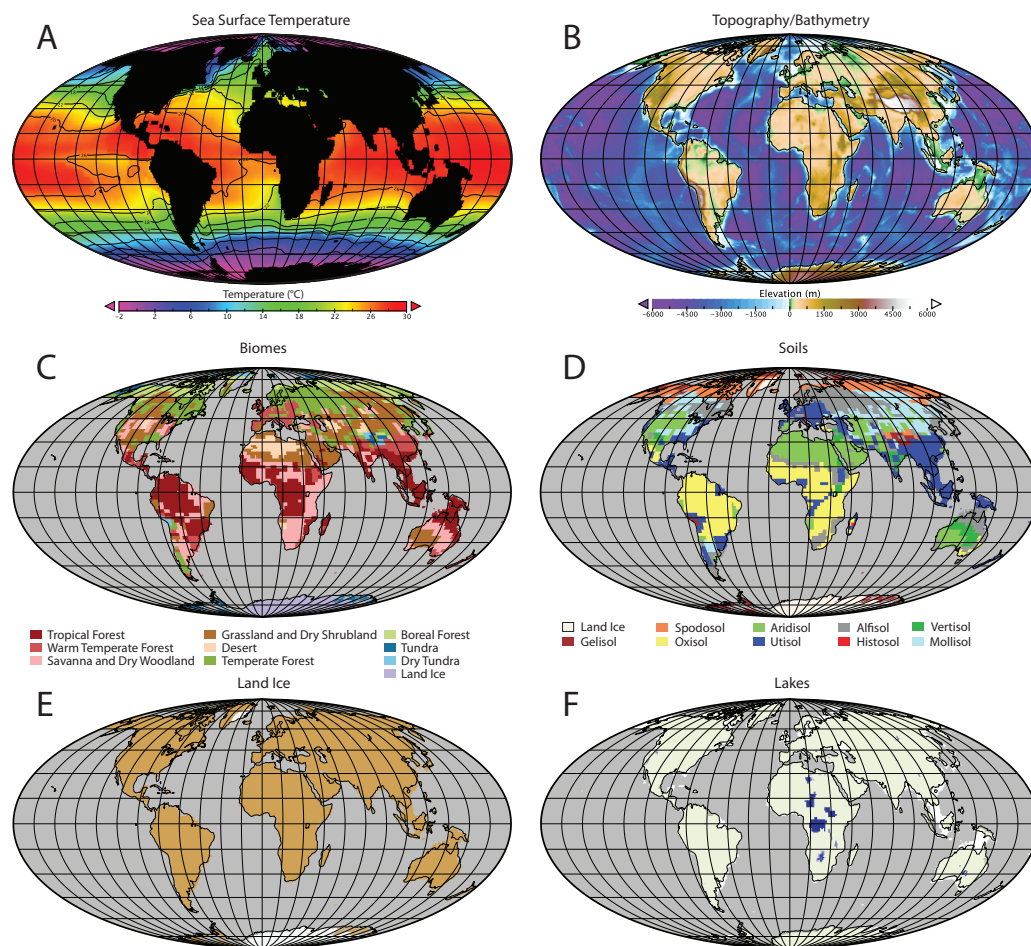 A
Sea Surface Temperature
B
Topography/Bathymetry
Temperature (°C)
-2 2 6 10 14 18 22 26 30
Elevation (m)
-6000 -4500 -3000 -1500 0 1500 3000 4500 6000
C
Biomes
D
Soils
Tropical Forest
Warm Temperate Forest
Savanna and Dry Woodland
Grassland and Dry Shrubland
Desert
Temperate Forest
Boreal Forest
Tundra
Dry Tundra
Land Ice
Land Ice
Gelisol
Spodosol
Oxisol
Aridisol
Utisol
Alfisol
Histosol
Vertisol
Mollisol
E
Land Ice
F
Lakes